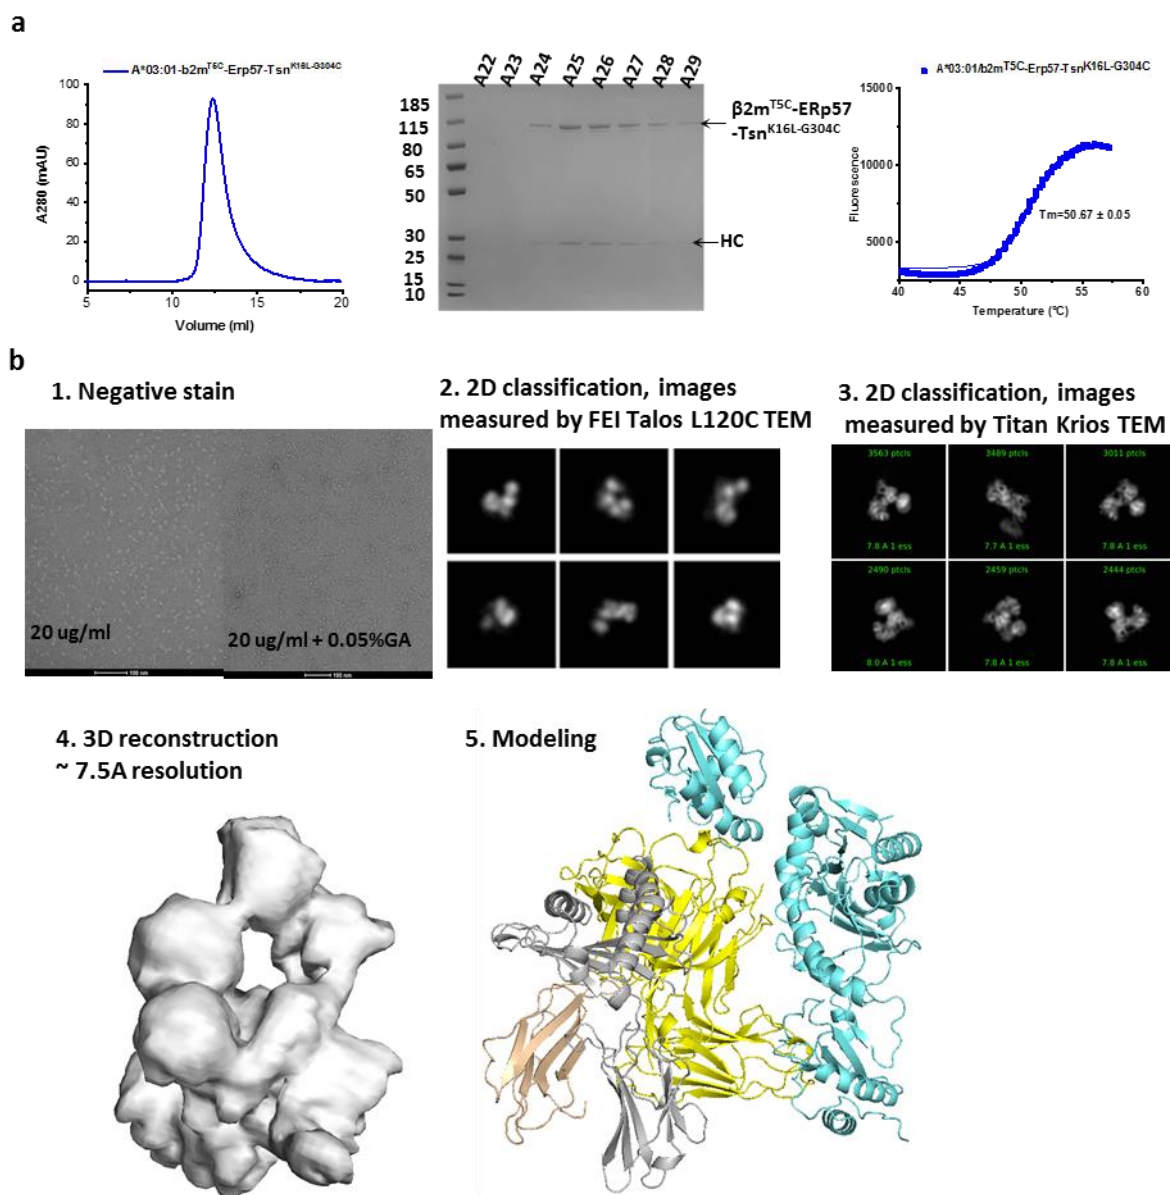 a
A*03:01-b2mT5C-Erp57-TsnK16L-G304C
100
80
60
40
20
0
A280 (mAU)
5 10 15 20
Volume (ml)
A22 A23 A24 A25 A26 A27 A28 A29
185
115
80
65
50
30
25
15
10
β2mT5C-ERp57
-TsnK16L-G304C
HC
A*03:01/b2mT5C-Erp57-TsnK16L-G304C
15000
10000
5000
Fluorescence
Tm=50.67 ± 0.05
40 45 50 55 60
Temperature (°C)
b
1. Negative stain
20 ug/ml
20 ug/ml + 0.05%GA
100 nm
100 nm
2. 2D classification, images
measured by FEI Talos L120C TEM
3. 2D classification, images
measured by Titan Krios TEM
3563 ptcls 3489 ptcls 3011 ptcls
7.8 A 1 ess 7.7 A 1 ess 7.8 A 1 ess
2490 ptcls 2459 ptcls 2444 ptcls
8.0 A 1 ess 7.8 A 1 ess 7.8 A 1 ess
4. 3D reconstruction
~ 7.5A resolution
5. Modeling